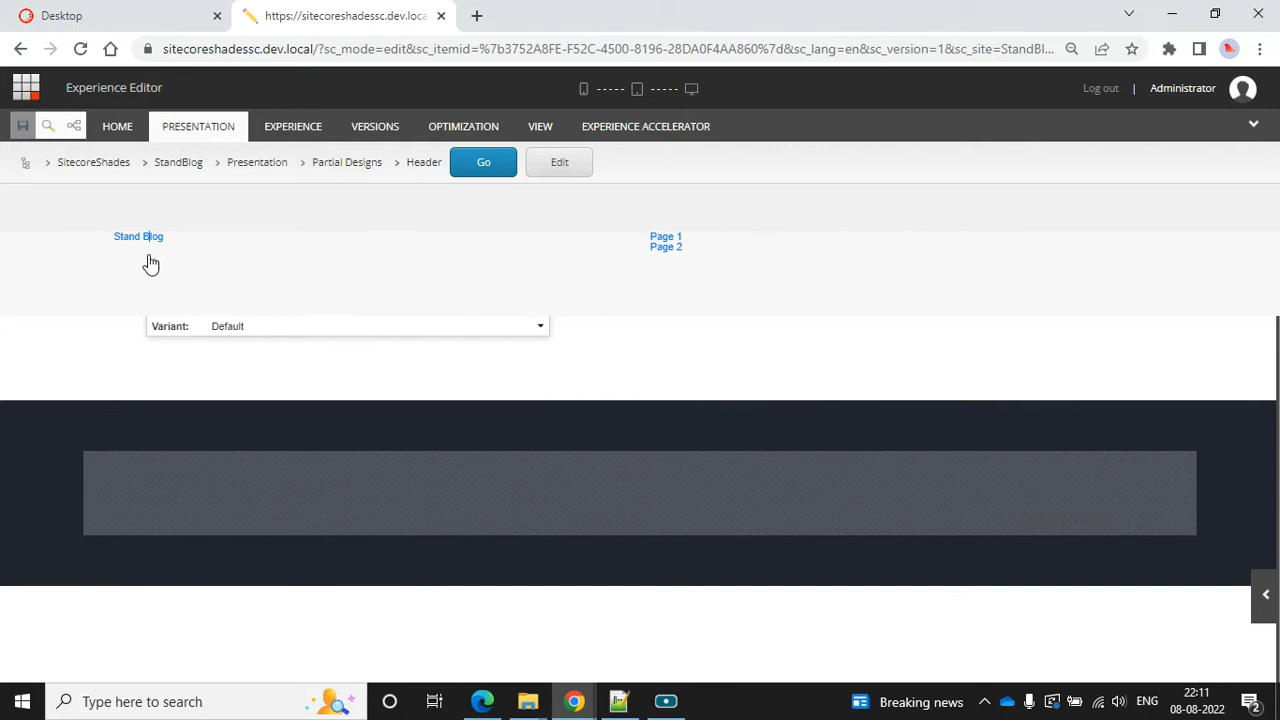 Desktop
https://sitecoreshadessc.dev.loca
sitecoreshadessc.dev.local/?sc_mode=edit&sc_itemid=%7b3752A8FE-F52C-4500-8196-28DA0F4AA860%7d&sc_lang=en&sc_version=1&sc_site=StandBl...
Experience Editor
Log out | Administrator
HOME PRESENTATION EXPERIENCE VERSIONS OPTIMIZATION VIEW EXPERIENCE ACCELERATOR
SitecoreShades > StandBlog > Presentation > Partial Designs > Header Go Edit
Stand Blog
Page 1
Page 2
Variant: Default
Type here to search
Breaking news
ENG
22:11
08-08-2022
2